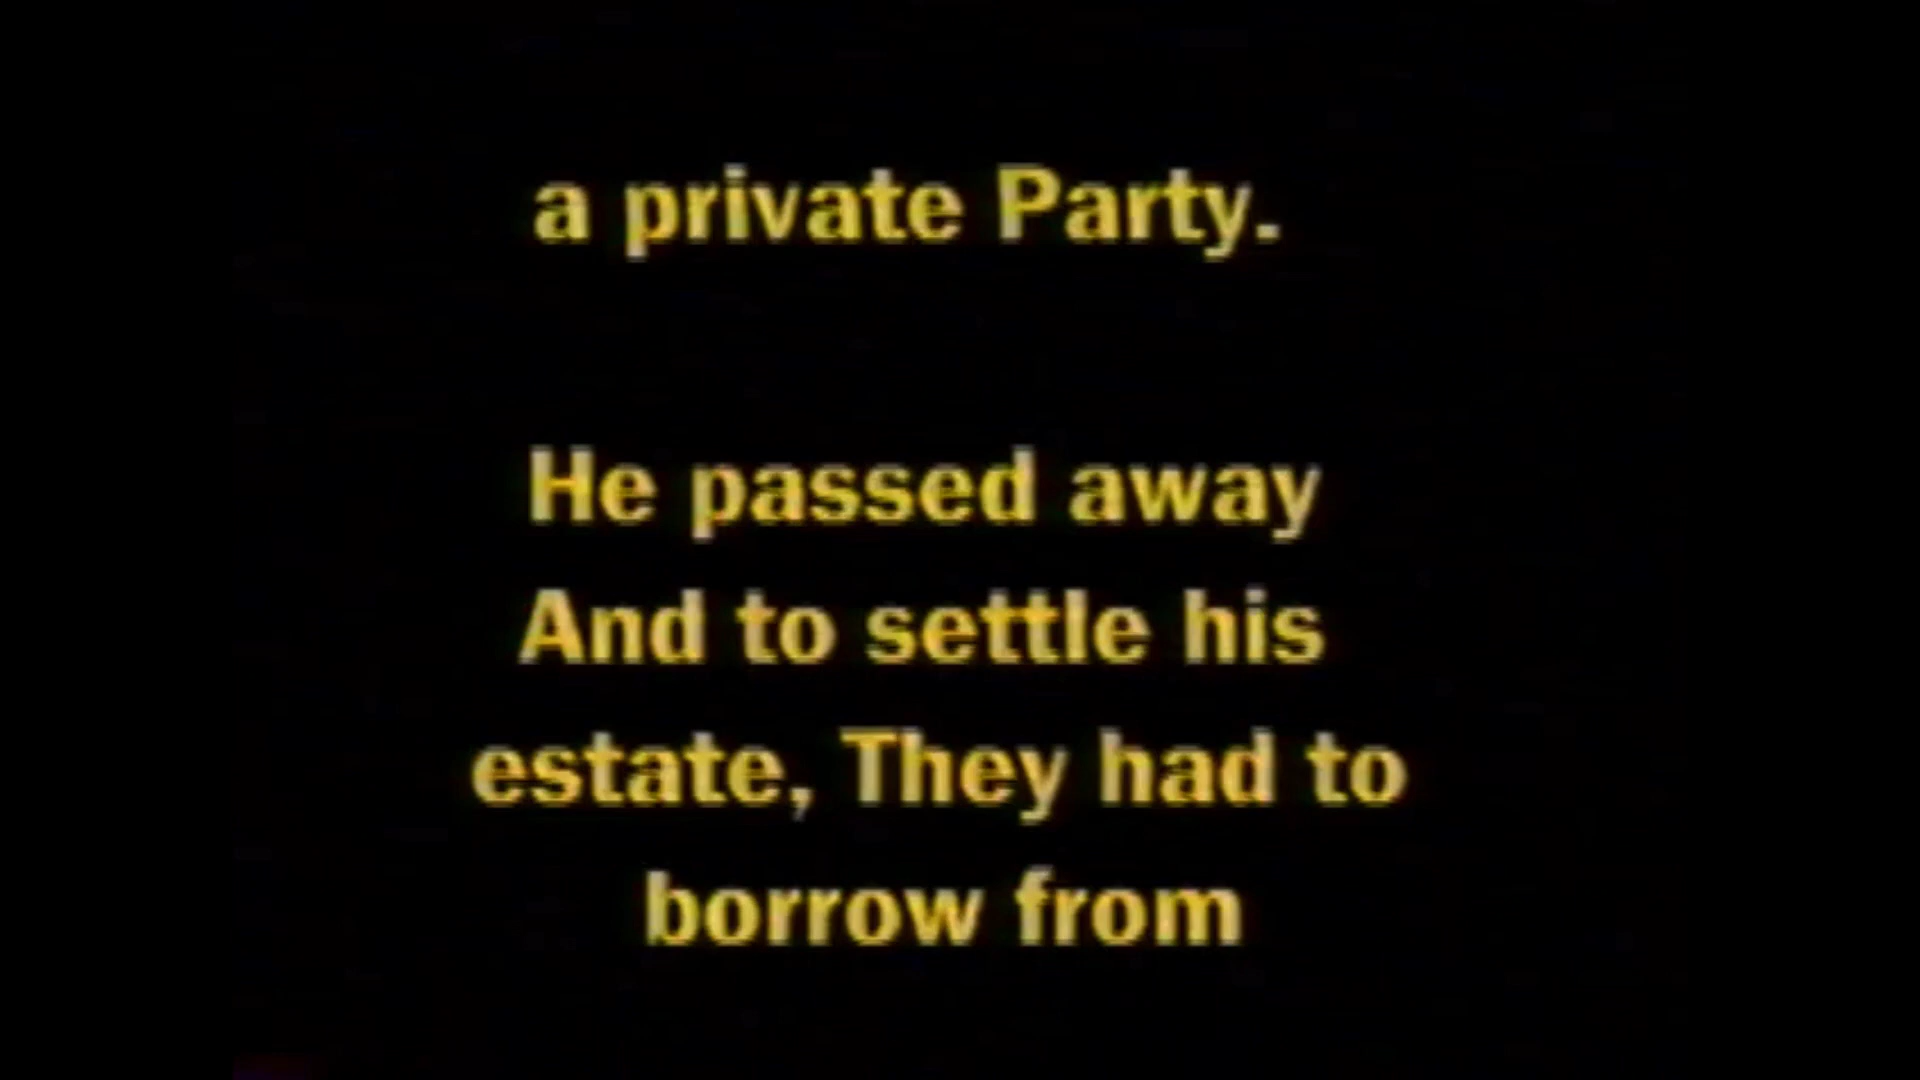 a private Party.
He passed away
And to settle his
estate, They had to
borrow from